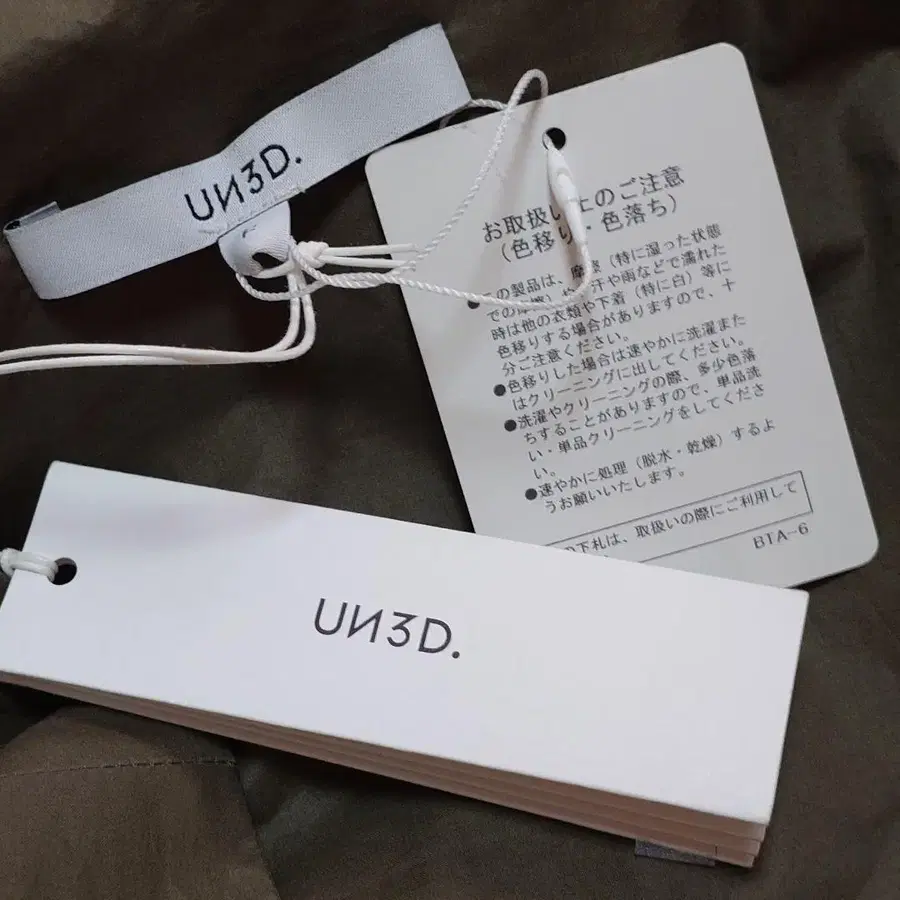 UN3D.
お取扱い上のご注意
(色移り・色落ち)
●この製品は、摩擦(特に湿った状態
での摩擦)や、汗や雨などで濡れた
時は他の衣類や下着(特に白)等に
色移りする場合がありますので、十
分ご注意ください。
●色移りした場合は速やかに洗濯また
はクリーニングに出してください。
●洗濯やクリーニングの際、多少色落
ちすることがありますので、単品洗
い・単品クリーニングをしてくださ
い。
●速やかに処理(脱水・乾燥)するよ
うお願いいたします。
の下札は、取扱いの際にご利用して
BTA-6
UN3D.